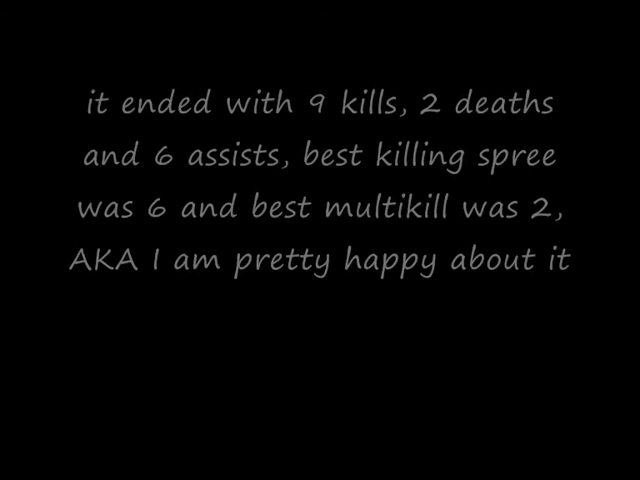 it ended with 9 kills, 2 deaths
and 6 assists, best killing spree
was 6 and best multikill was 2,
AKA I am pretty happy about it